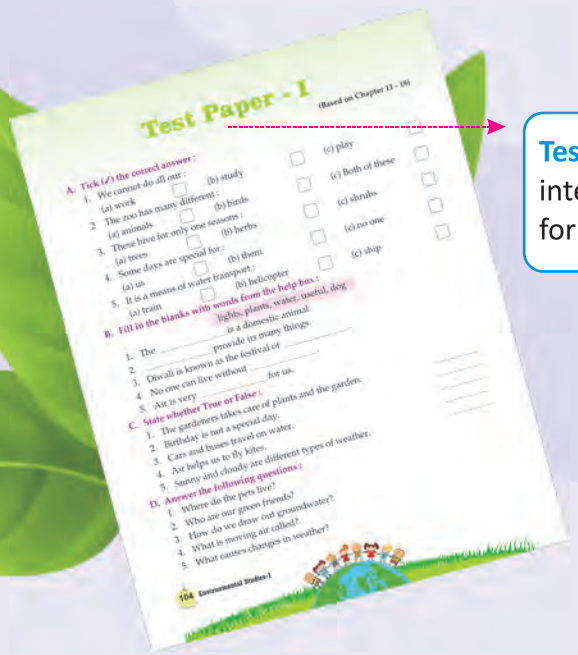 Test Paper - I
(Based on Chapter 11 - 18)
A. Tick (✓) the correct answer :
1. We cannot do all our :
(a) work (b) study (c) play
2 The zoo has many different :
(a) animals (b) birds (c) Both of these
3. These hive for only one seasons :
(a) trees (b) herbs (c) shrubs
4. Some days are special for :
(a) us (b) them (c) no one
5. It is a means of water transport :
(a) train (b) helicopter (c) ship
B. Fill in the blanks with words from the help box :
lights, plants, water, useful, dog
1. The ____________ is a domestic animal.
2. ____________ provide us many things.
3. Diwali is known as the festival of ____________
4. No one can live without ____________.
5. Air is very ____________ for us.
C. State whether True or False :
1. The gardeners take care of plants and the garden.
2. Birthday is not a special day.
3. Cars and buses travel on water.
4. Air helps us to fly kites.
5. Sunny and cloudy are different types of weather.
D. Answer the following questions :
1. Where do the pets live?
2. Who are our green friends?
3. How do we draw out groundwater?
4. What is moving air called?
5. What causes changes in weather?
104 Environmental Studies-1
Tes
inte
for